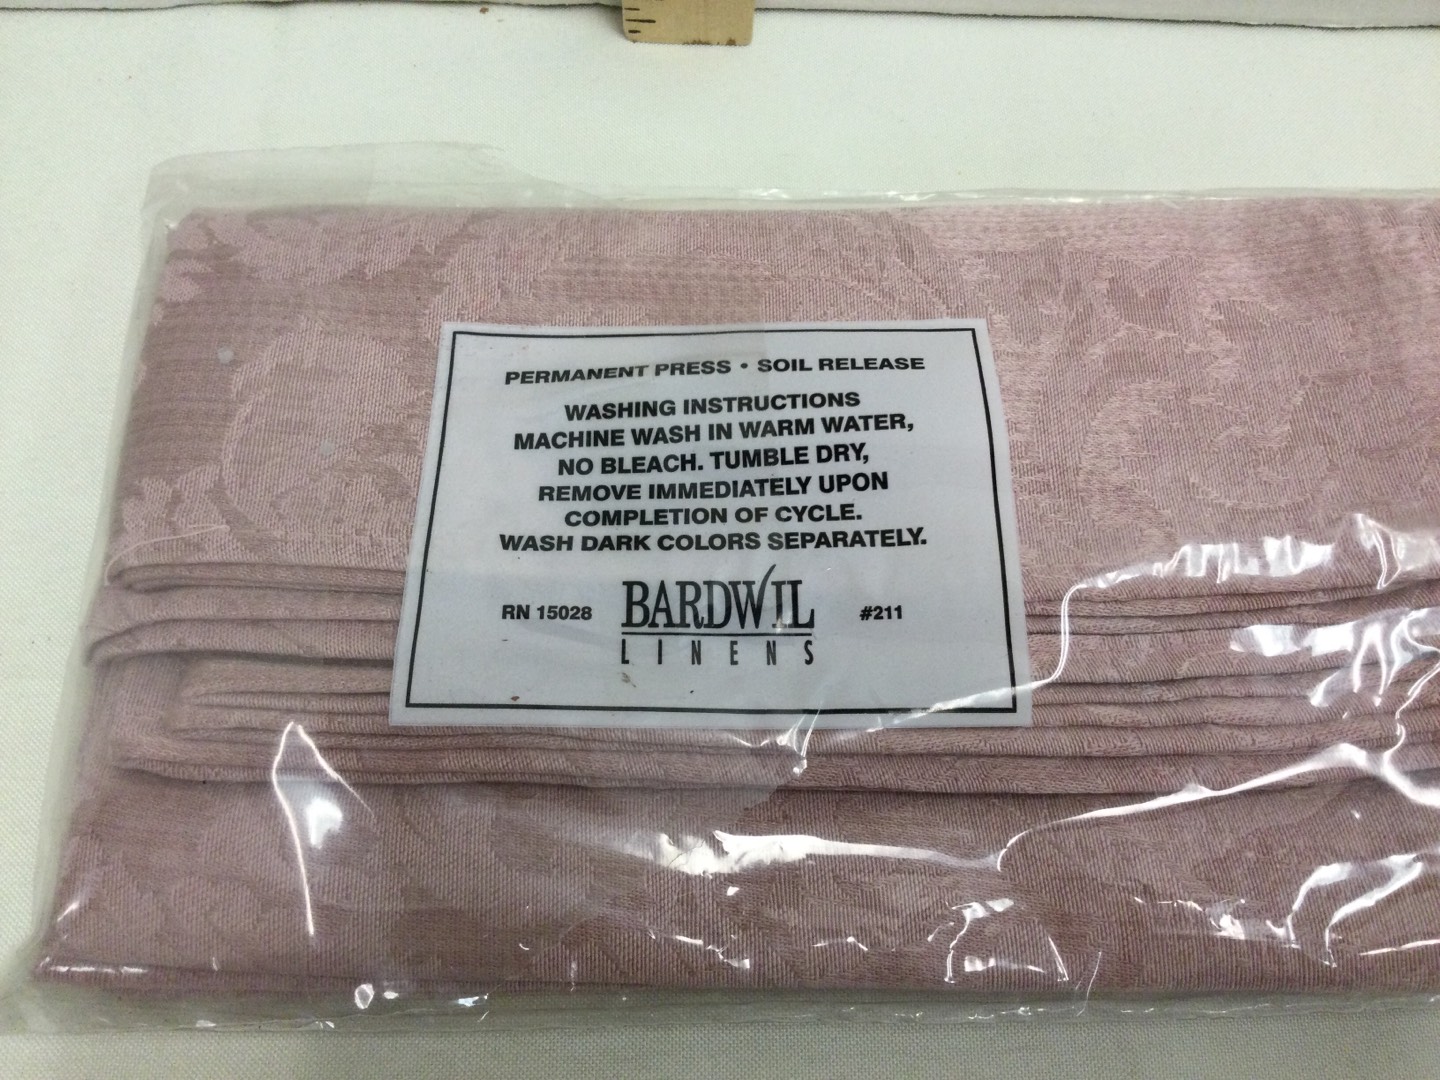 PERMANENT PRESS • SOIL RELEASE
WASHING INSTRUCTIONS
MACHINE WASH IN WARM WATER,
NO BLEACH. TUMBLE DRY,
REMOVE IMMEDIATELY UPON
COMPLETION OF CYCLE.
WASH DARK COLORS SEPARATELY.
RN 15028 BARDWIL #211
LINENS